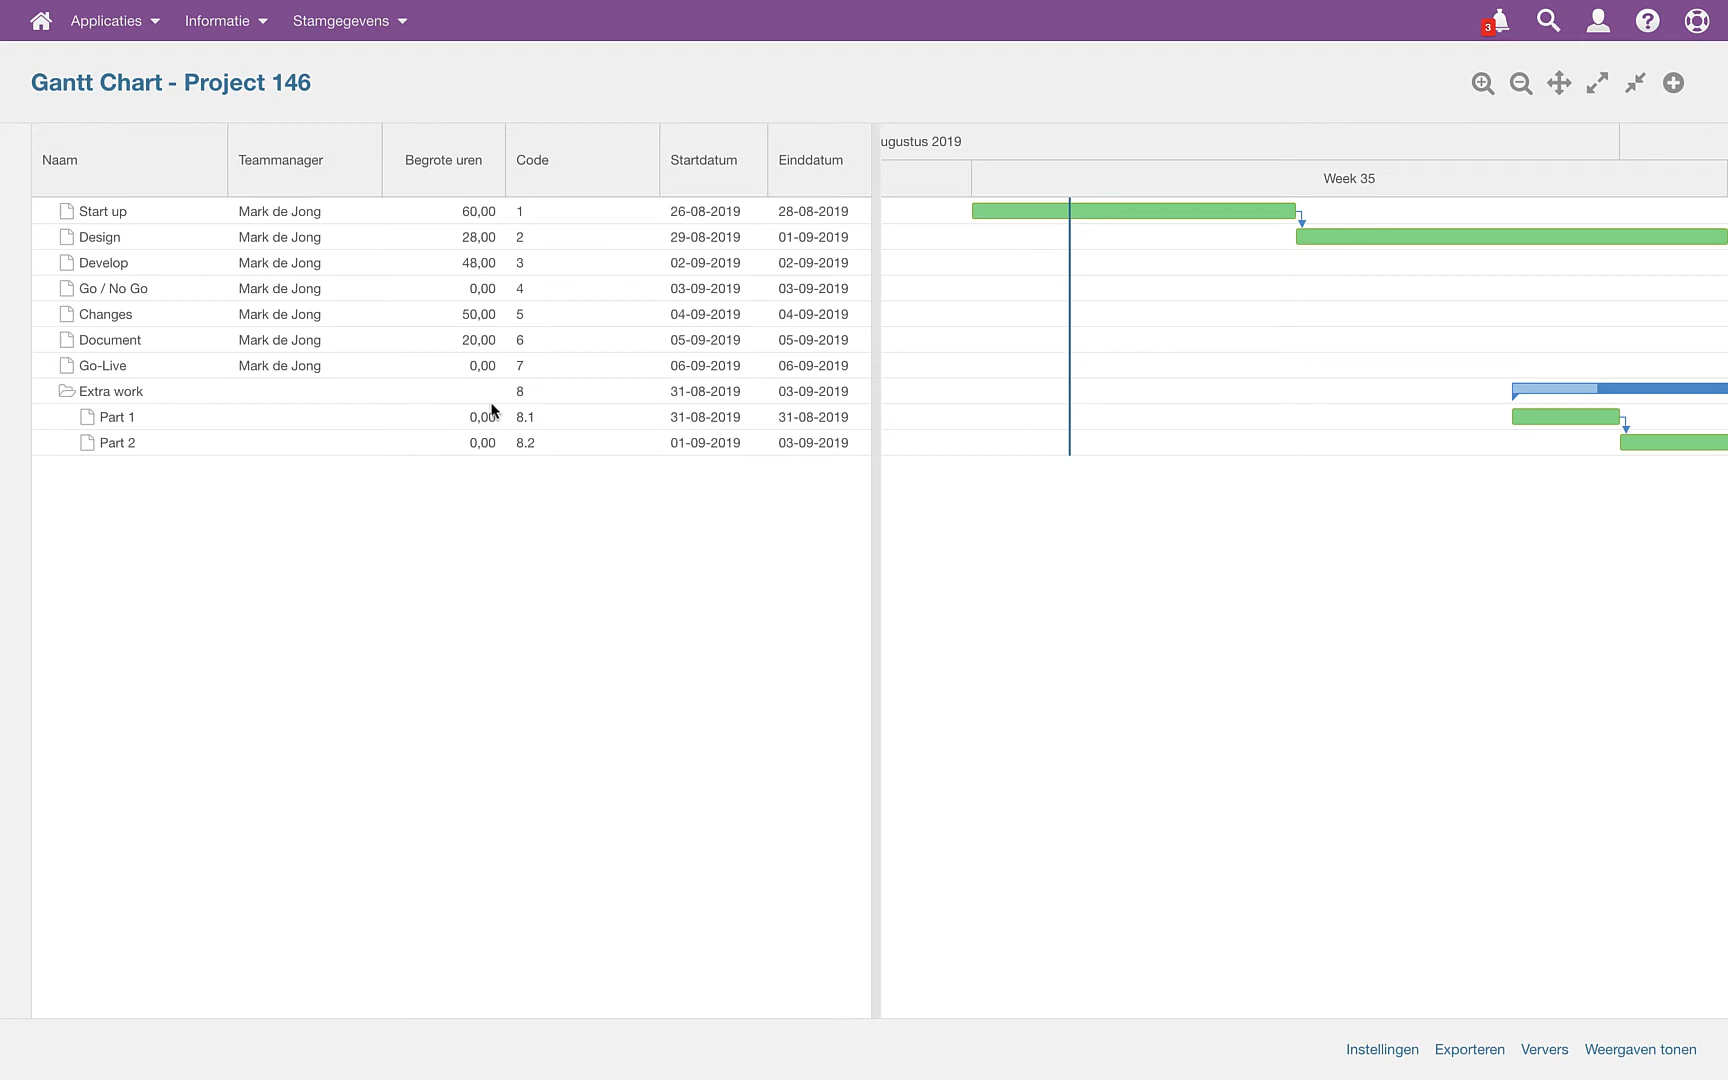 Applicaties Informatie Stamgegevens 3
Gantt Chart - Project 146
Naam Teammanager Begrote uren Code Startdatum Einddatum ugustus 2019
Week 35
Start up Mark de Jong 60,00 1 26-08-2019 28-08-2019
Design Mark de Jong 28,00 2 29-08-2019 01-09-2019
Develop Mark de Jong 48,00 3 02-09-2019 02-09-2019
Go / No Go Mark de Jong 0,00 4 03-09-2019 03-09-2019
Changes Mark de Jong 50,00 5 04-09-2019 04-09-2019
Document Mark de Jong 20,00 6 05-09-2019 05-09-2019
Go-Live Mark de Jong 0,00 7 06-09-2019 06-09-2019
Extra work 8 31-08-2019 03-09-2019
Part 1 0,00 8.1 31-08-2019 31-08-2019
Part 2 0,00 8.2 01-09-2019 03-09-2019
Instellingen Exporteren Ververs Weergaven tonen